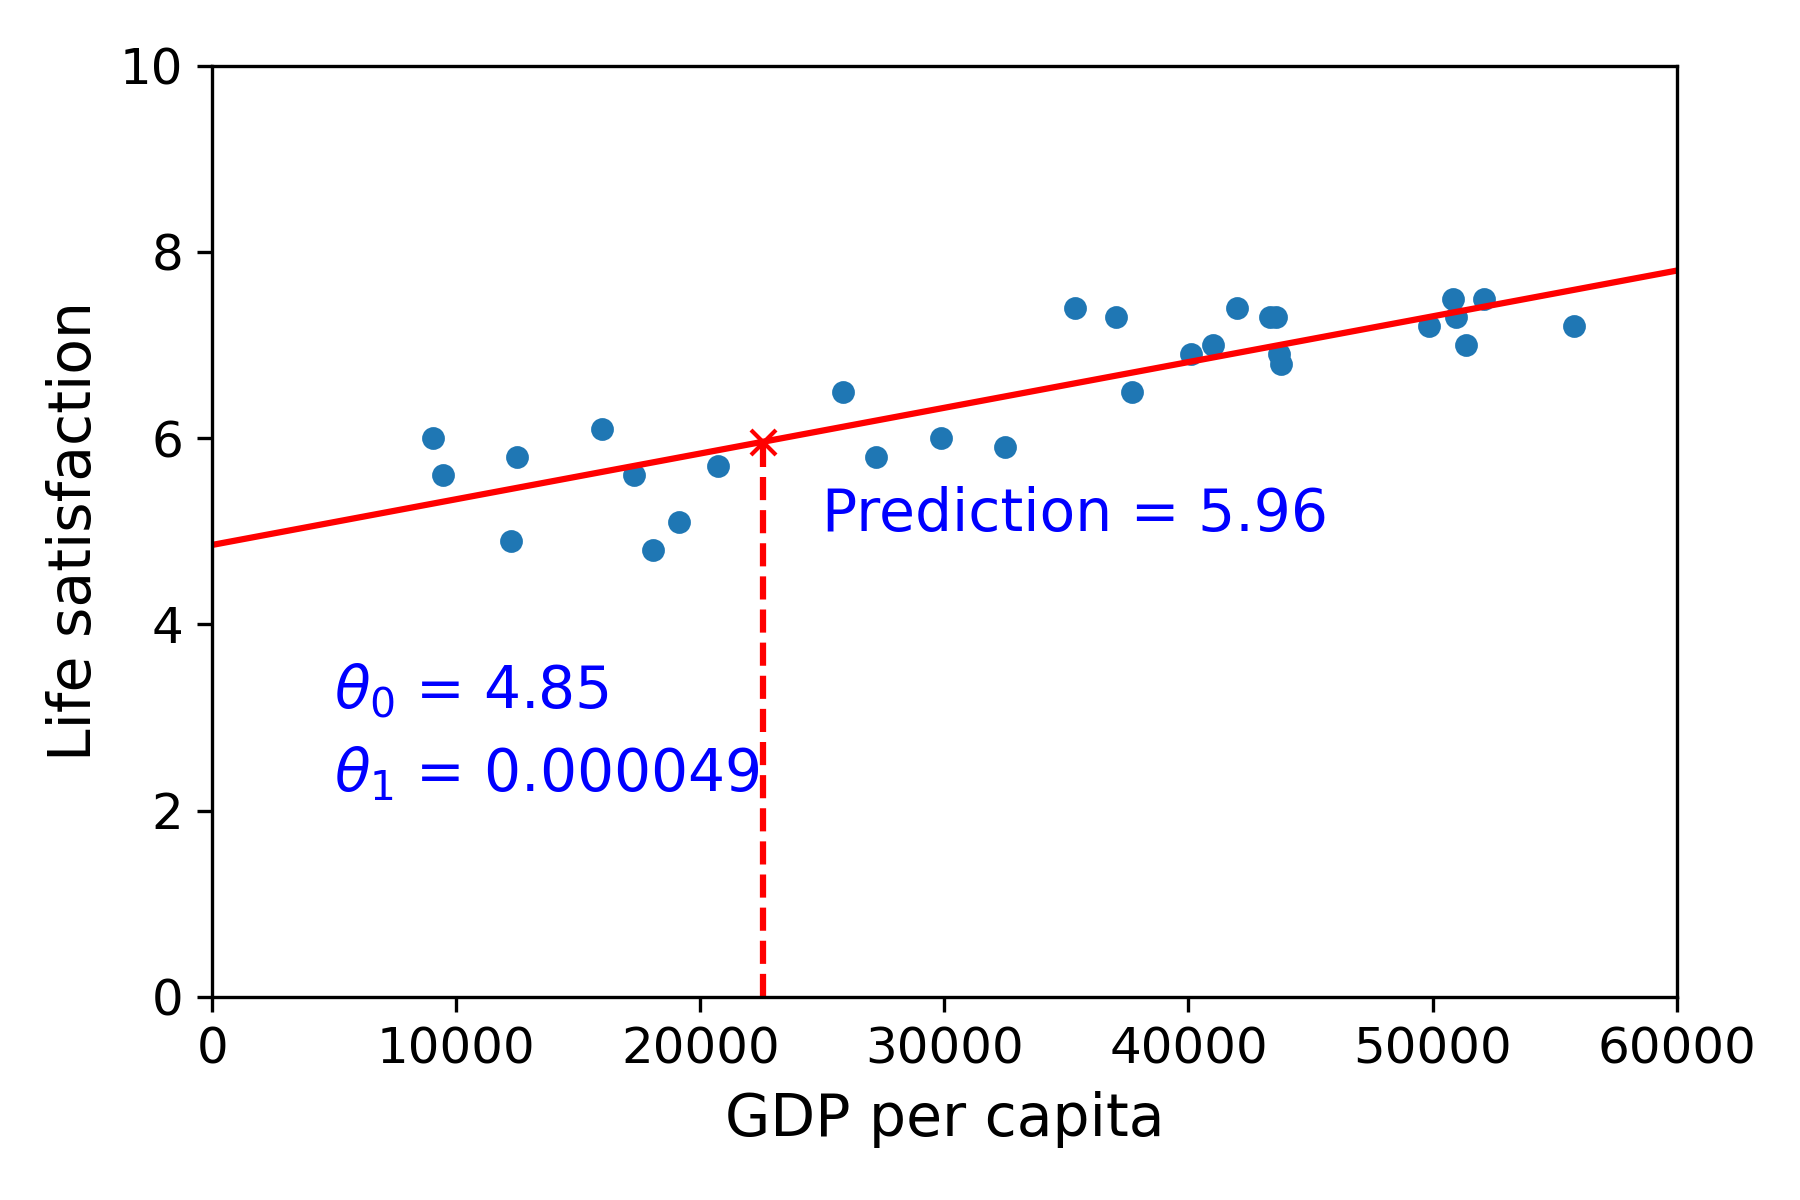 10
8
6
4
2
0
Life satisfaction
Prediction = 5.96
θ₀ = 4.85
θ₁ = 0.000049
0 10000 20000 30000 40000 50000 60000
GDP per capita